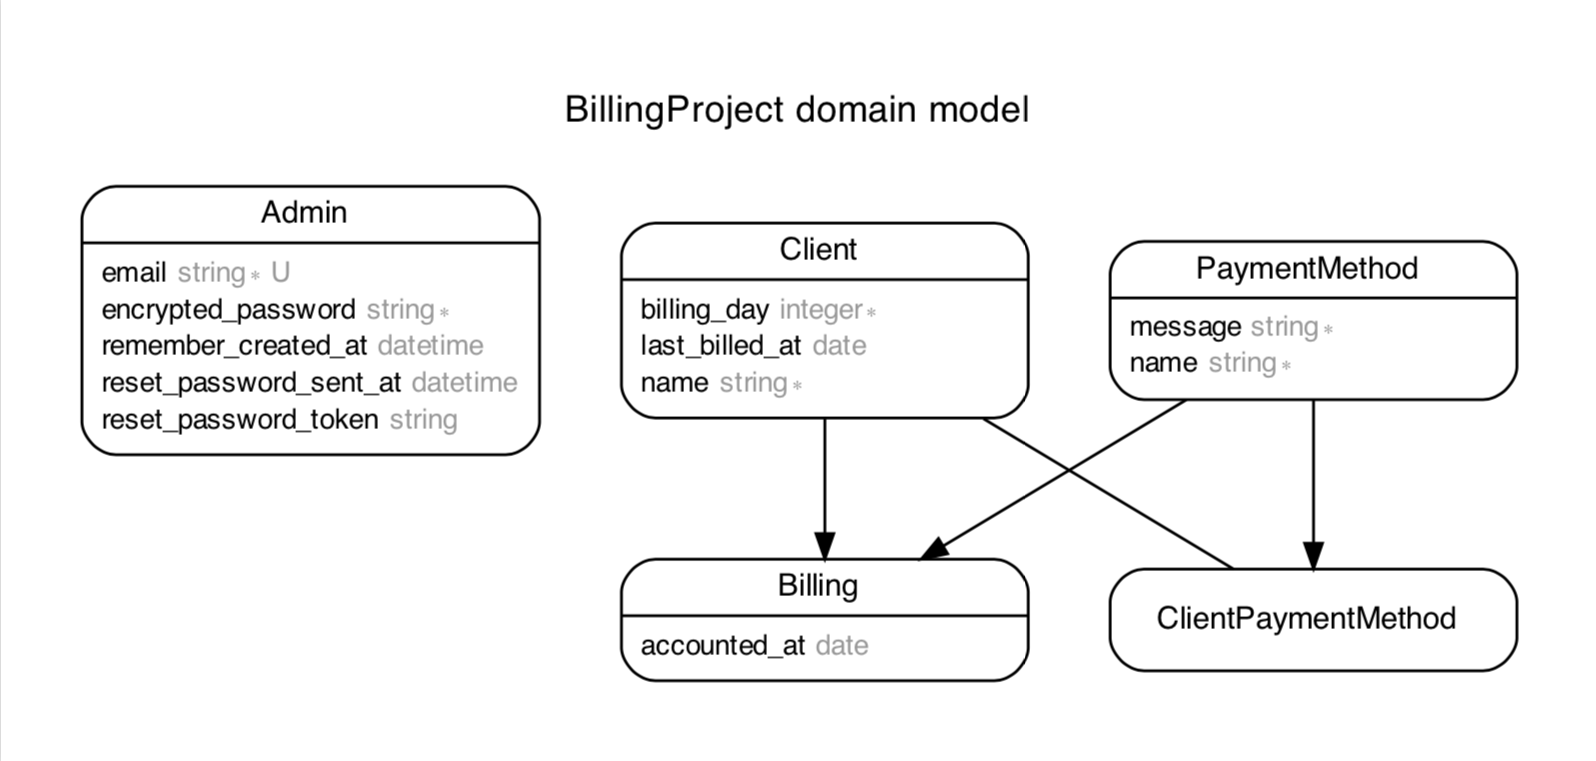 BillingProject domain model
Admin
email string∗ U
encrypted_password string∗
remember_created_at datetime
reset_password_sent_at datetime
reset_password_token string
Client
billing_day integer∗
last_billed_at date
name string∗
PaymentMethod
message string∗
name string∗
Billing
accounted_at date
ClientPaymentMethod